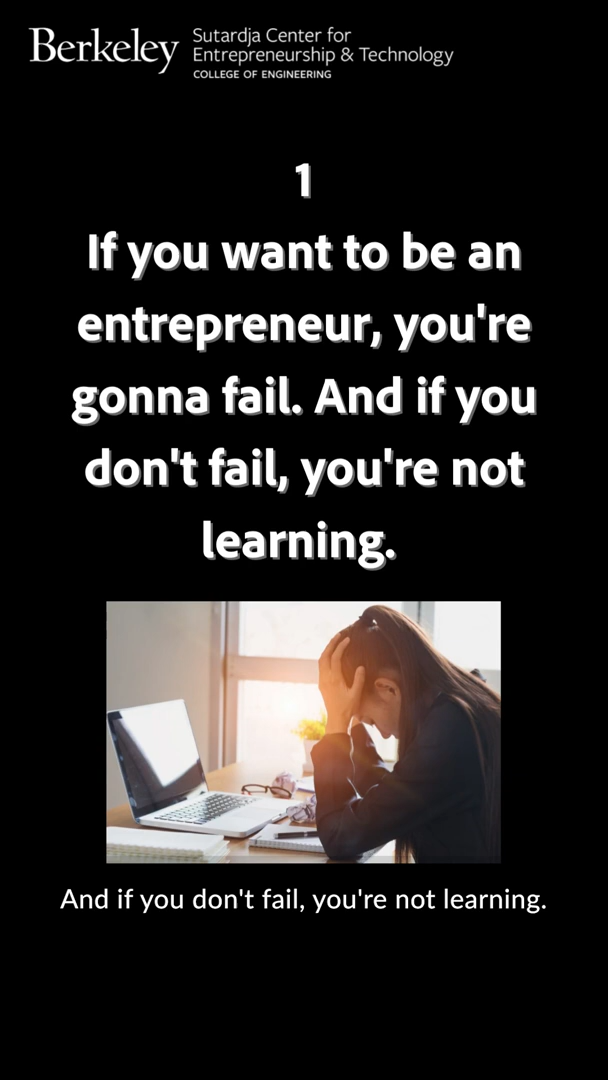 Berkeley
Sutardja Center for
Entrepreneurship & Technology
COLLEGE OF ENGINEERING
1
If you want to be an
entrepreneur, you're
gonna fail. And if you
don't fail, you're not
learning.
And if you don't fail, you're not learning.